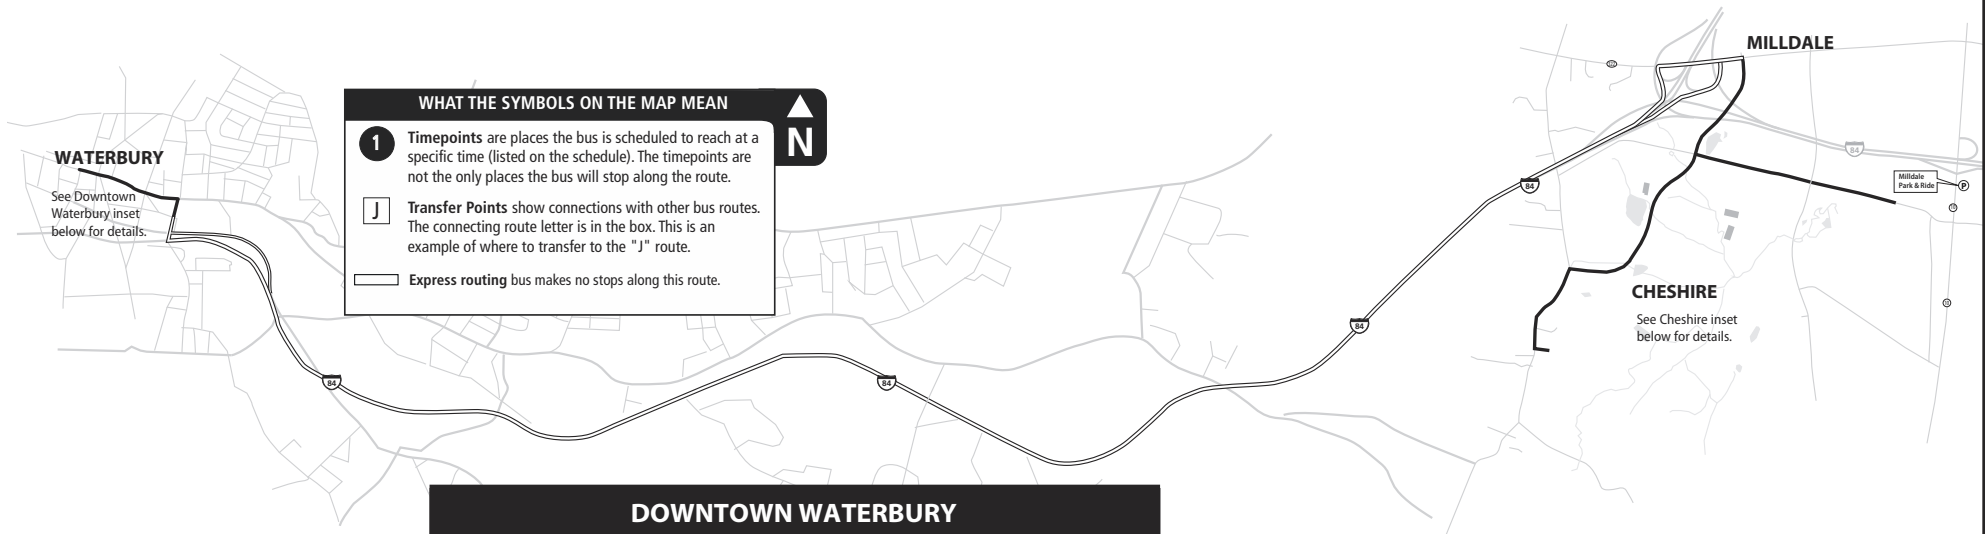 MILLDALE
WHAT THE SYMBOLS ON THE MAP MEAN
N
1
Timepoints are places the bus is scheduled to reach at a
specific time (listed on the schedule). The timepoints are
not the only places the bus will stop along the route.
J
Transfer Points show connections with other bus routes.
The connecting route letter is in the box. This is an
example of where to transfer to the "J" route.
Express routing bus makes no stops along this route.
WATERBURY
See Downtown
Waterbury inset
below for details.
84
84
84
84
84
Milldale
Park & Ride
P
10
10
CHESHIRE
See Cheshire inset
below for details.
DOWNTOWN WATERBURY